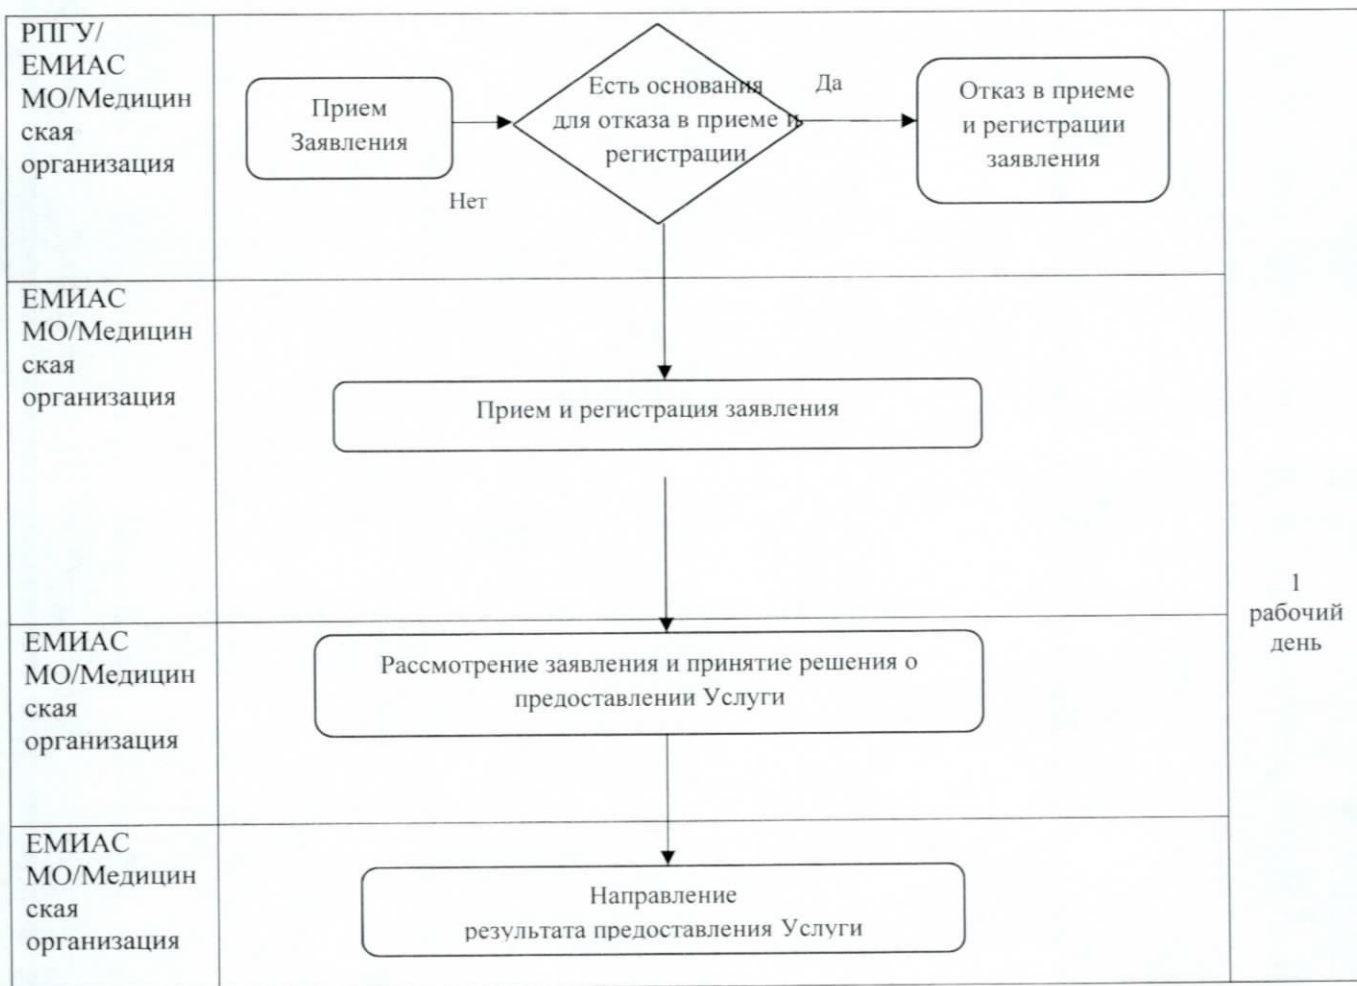 РПГУ/
ЕМИАС
МО/Медицин
ская
организация
Прием
Заявления
Есть основания
для отказа в приеме и
регистрации
Да
Отказ в приеме
и регистрации
заявления
Нет
ЕМИАС
МО/Медицин
ская
организация
Прием и регистрация заявления
1
рабочий
день
ЕМИАС
МО/Медицин
ская
организация
Рассмотрение заявления и принятие решения о
предоставлении Услуги
ЕМИАС
МО/Медицин
ская
организация
Направление
результата предоставления Услуги